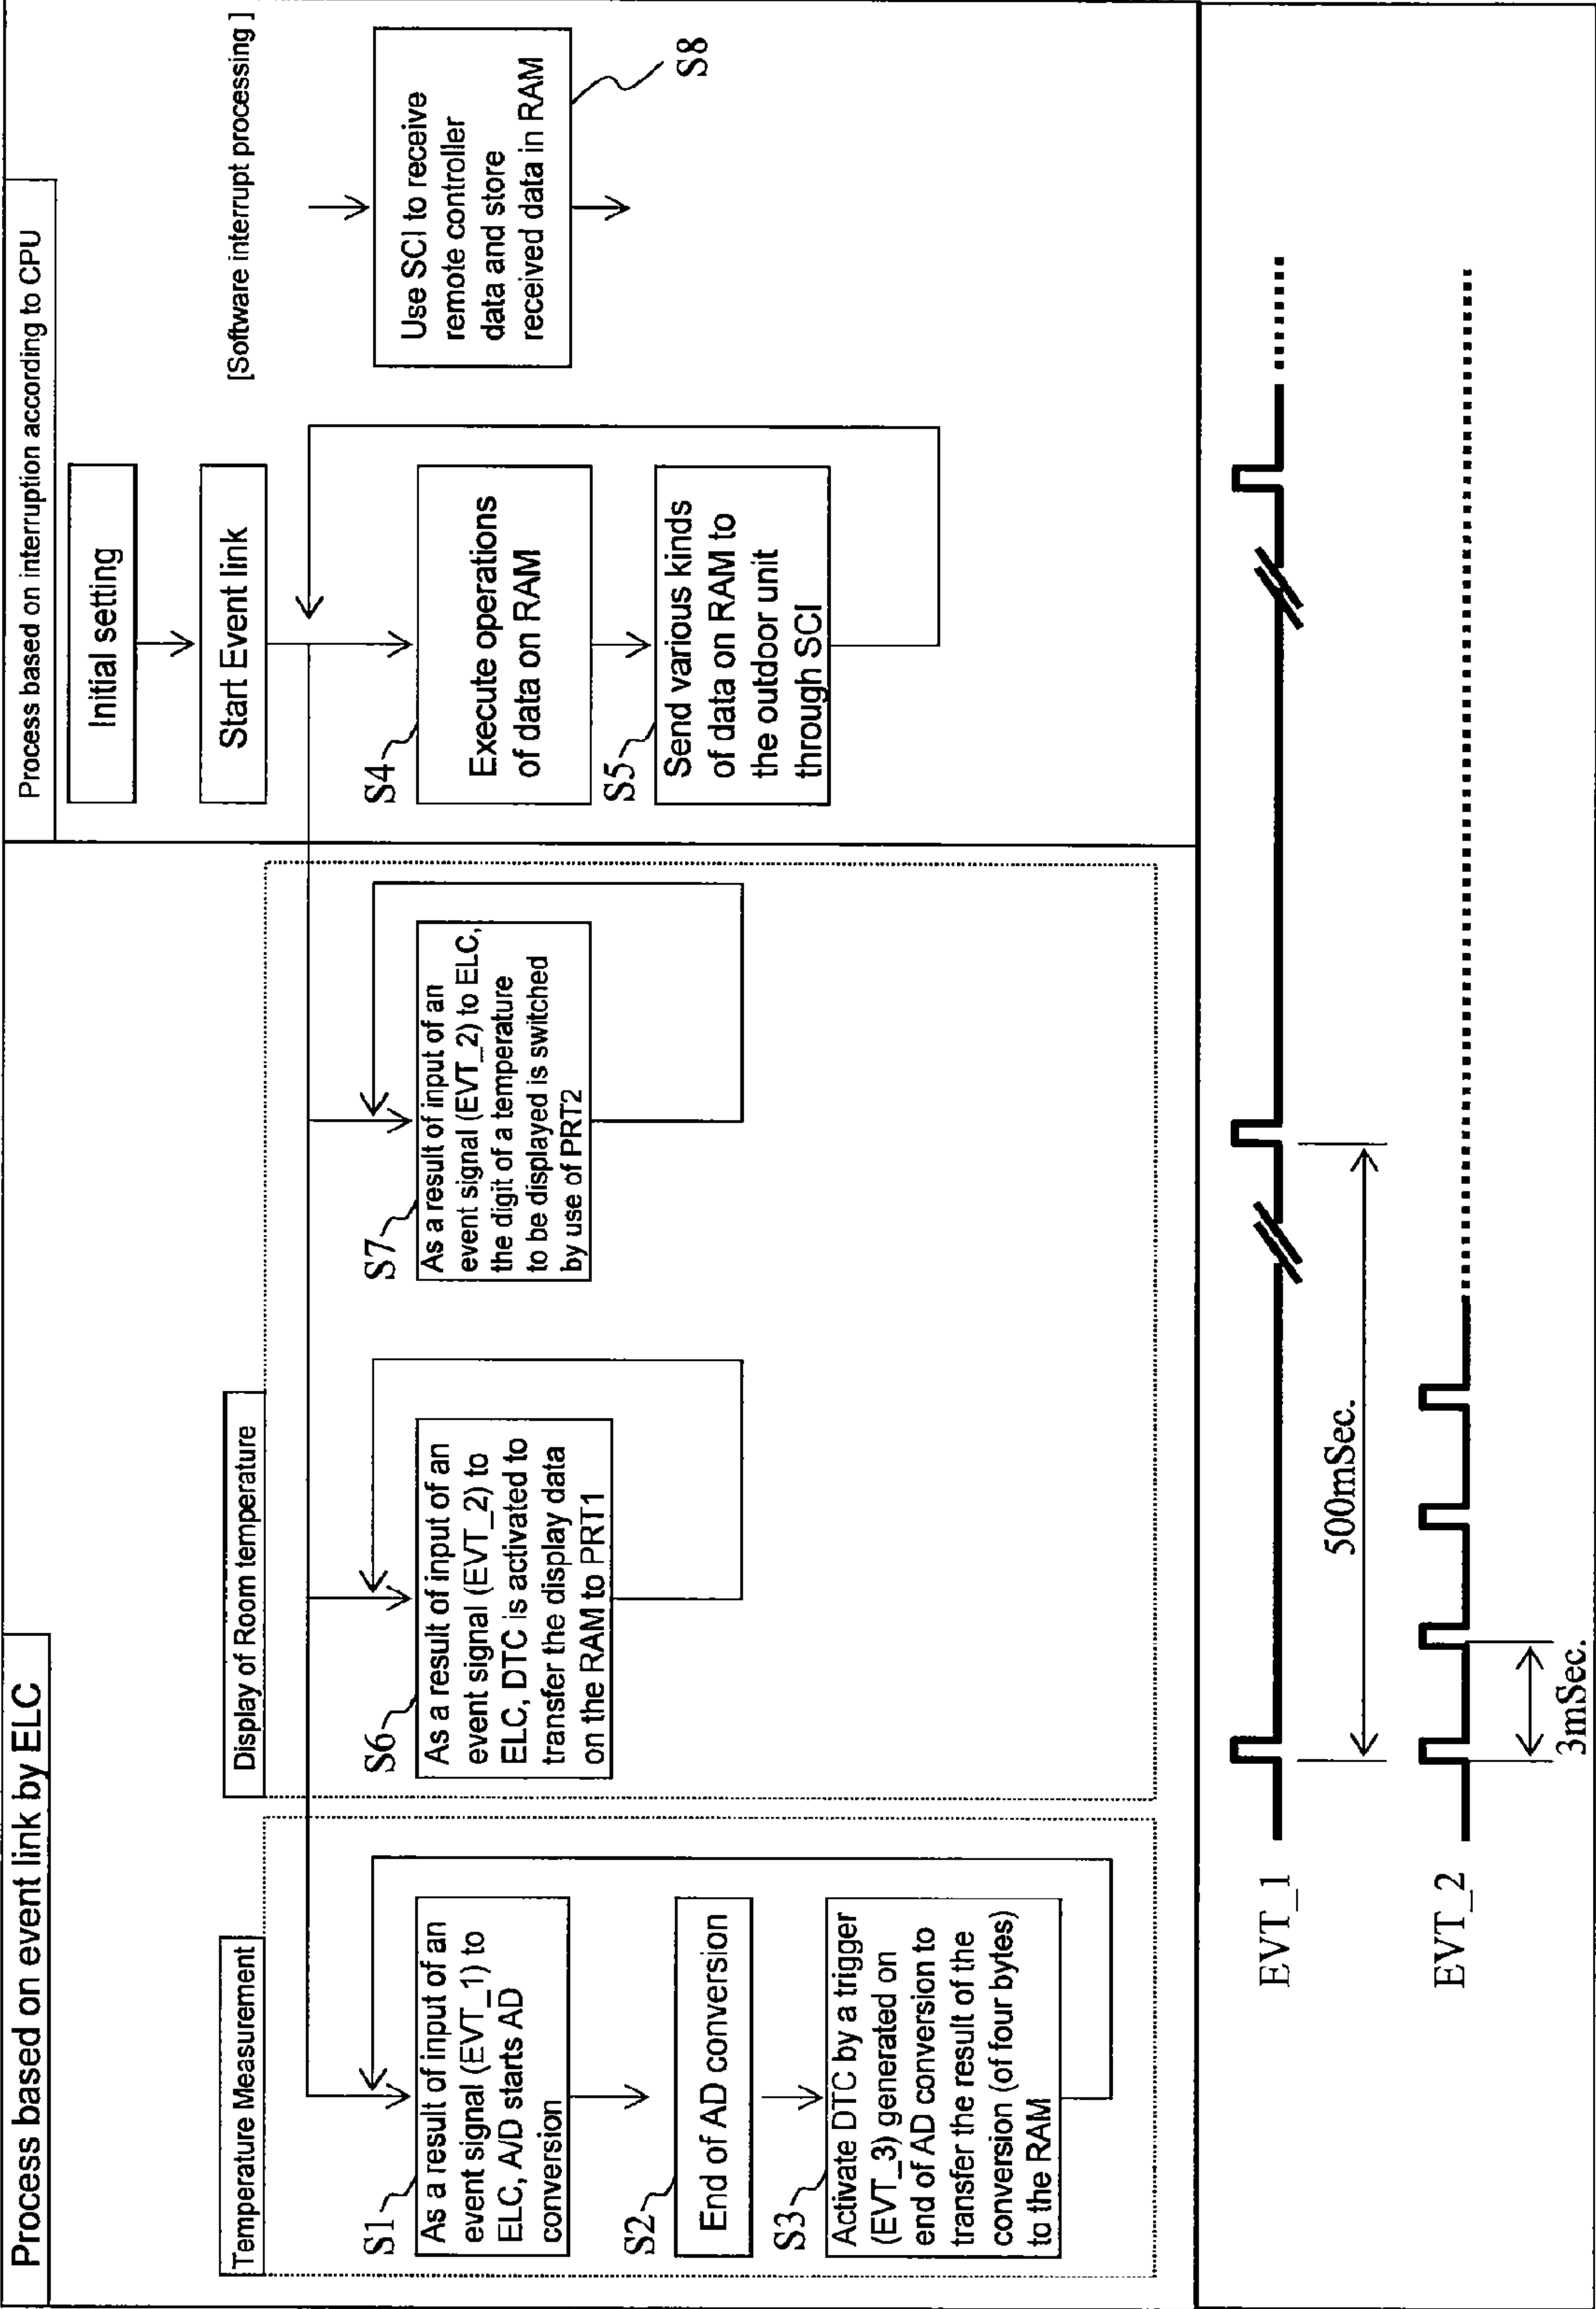 Process based on event link by ELC
Temperature Measurement
S1
As a result of input of an
event signal (EVT_1) to
ELC, A/D starts AD
conversion
S2
End of AD conversion
S3
Activate DTC by a trigger
(EVT_3) generated on
end of AD conversion to
transfer the result of the
conversion (of four bytes)
to the RAM
Display of Room temperature
S6
As a result of input of an
event signal (EVT_2) to
ELC, DTC is activated to
transfer the display data
on the RAM to PRT1
S7
As a result of input of an
event signal (EVT_2) to ELC,
the digit of a temperature
to be displayed is switched
by use of PRT2
Process based on interruption according to CPU
Initial setting
Start Event link
S4
Execute operations
of data on RAM
S5
Send various kinds
of data on RAM to
the outdoor unit
through SCI
[Software interrupt processing ]
Use SCI to receive
remote controller
data and store
received data in RAM
S8
EVT_1
500mSec.
EVT_2
3mSec.